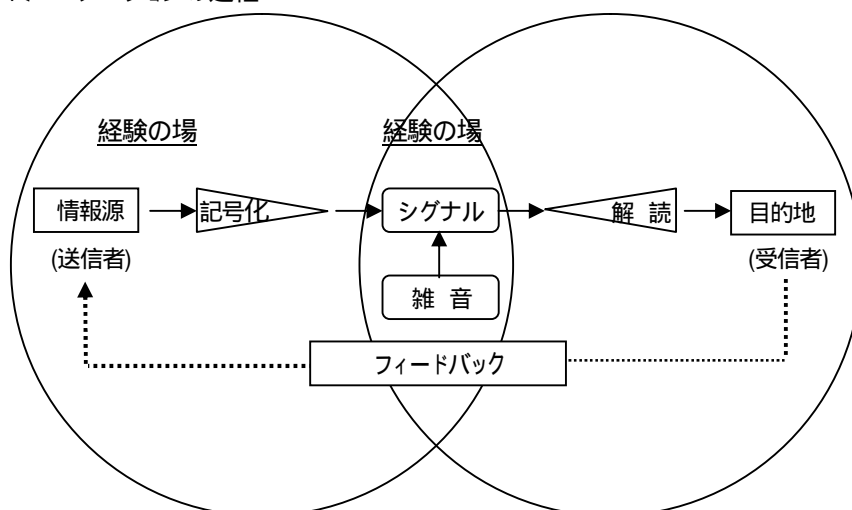 経験の場
経験の場
情報源
記号化
シグナル
解 読
目的地
(送信者)
(受信者)
雑 音
フィードバック